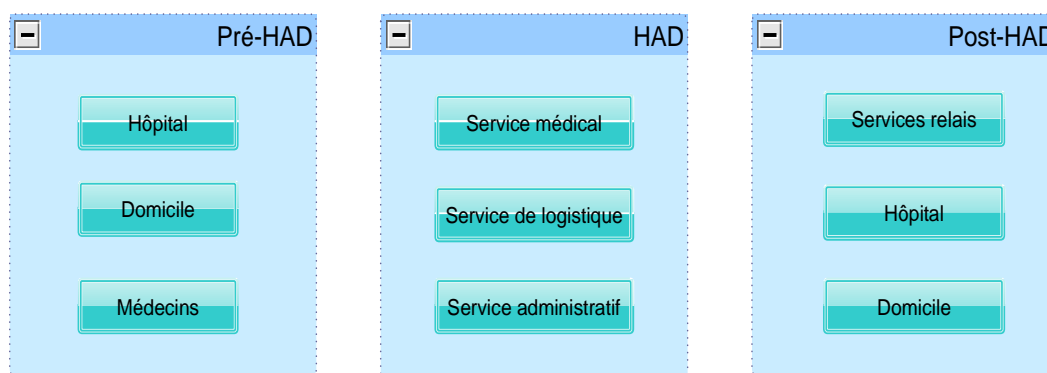 Pré-HAD
Hôpital
Domicile
Médecins
HAD
Service médical
Service de logistique
Service administratif
Post-HAD
Services relais
Hôpital
Domicile